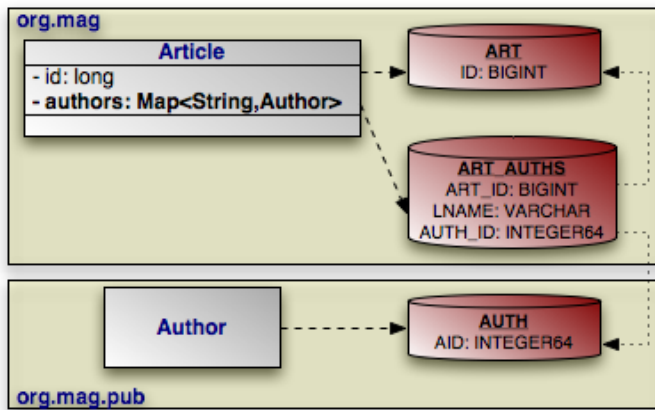 org.mag
Article
- id: long
- authors: Map<String,Author>
ART
ID: BIGINT
ART_AUTHS
ART_ID: BIGINT
LNAME: VARCHAR
AUTH_ID: INTEGER64
Author
AUTH
AID: INTEGER64
org.mag.pub